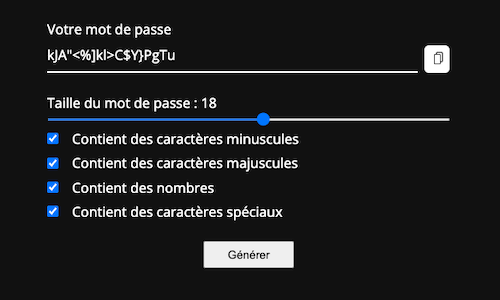 Votre mot de passe
kJA"<%]kl>C$Y}PgTu
Taille du mot de passe : 18
Contient des caractères minuscules
Contient des caractères majuscules
Contient des nombres
Contient des caractères spéciaux
Générer